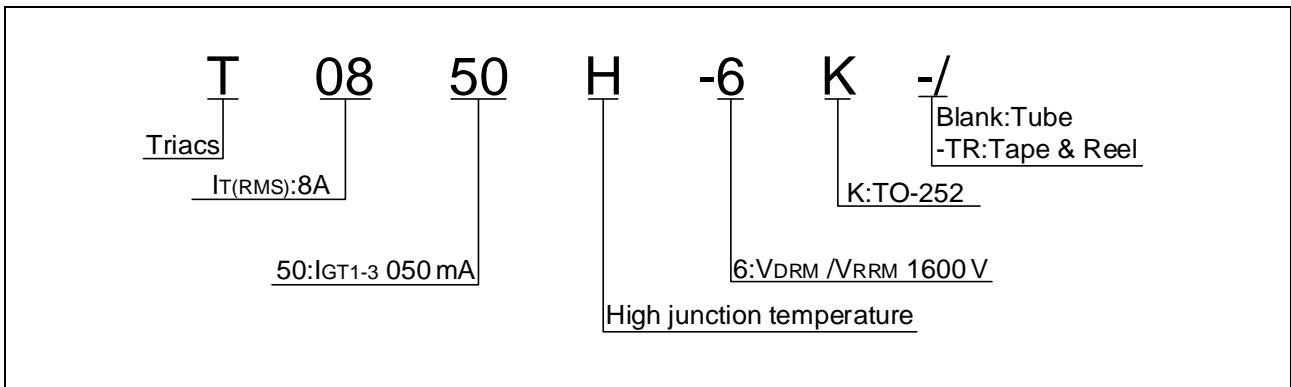 T 08 50 H -6 K -/
Blank:Tube
-TR:Tape & Reel
Triacs
IT(RMS):8A
K:TO-252
50:IGT1-3 050 mA
6:VDRM /VRRM 1600 V
High junction temperature